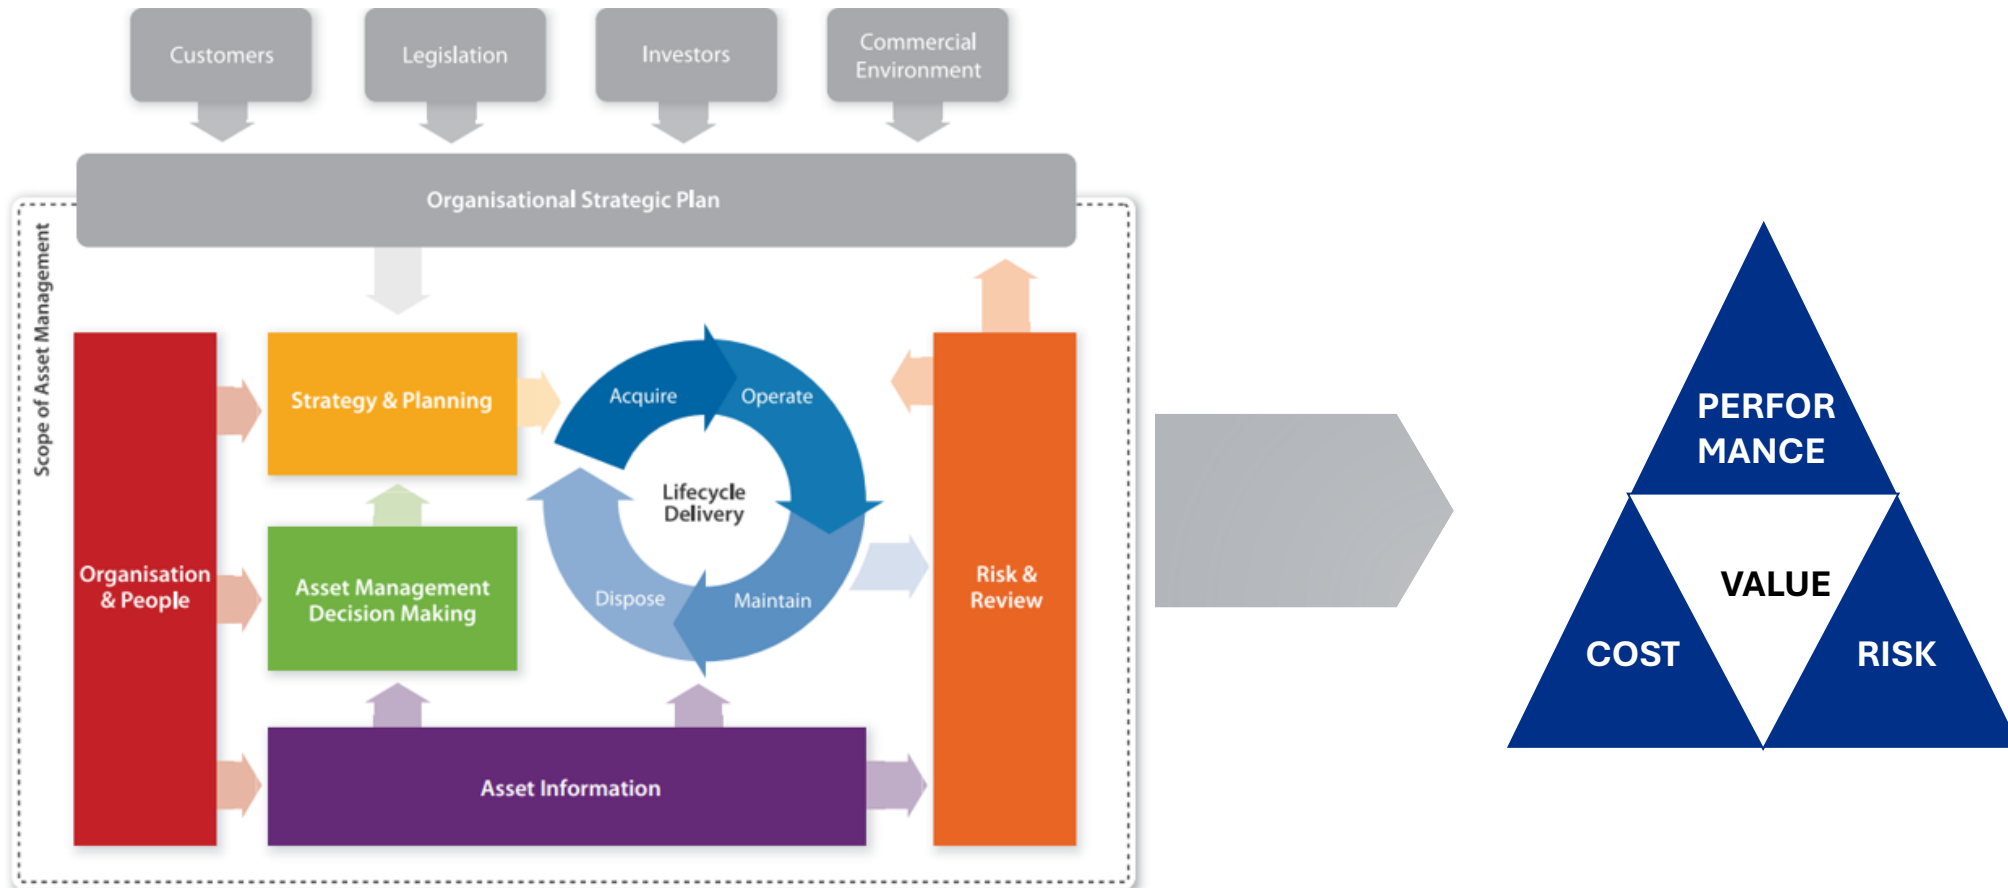 Customers
Legislation
Investors
Commercial
Environment
Organisational Strategic Plan
Scope of Asset Management
Organisation
& People
Strategy & Planning
Asset Management
Decision Making
Asset Information
Acquire
Operate
Lifecycle
Delivery
Dispose
Maintain
Risk &
Review
PERFOR
MANCE
VALUE
COST
RISK